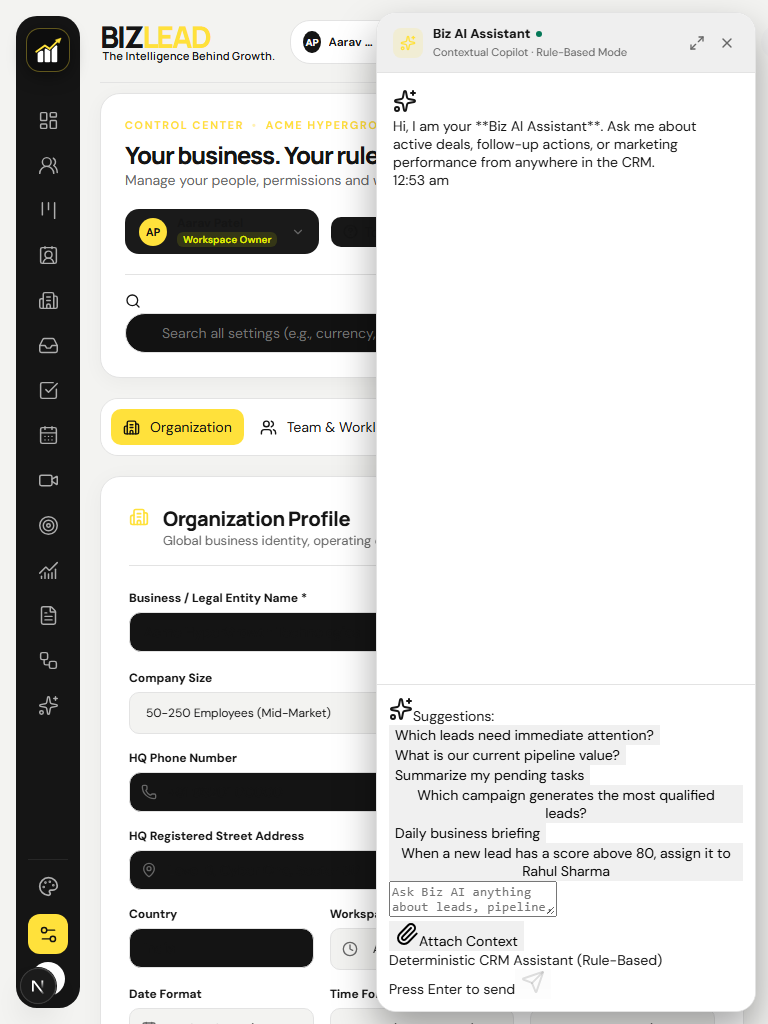 BIZLEAD
The Intelligence Behind Growth.
AP Aarav ...
CONTROL CENTER · ACME HYPERGRO
Your business. Your rule
Manage your people, permissions and
AP
Workspace Owner
Search all settings (e.g., currency,
Organization
Team & Workl
Organization Profile
Global business identity, operating
Business / Legal Entity Name *
Company Size
50-250 Employees (Mid-Market)
HQ Phone Number
HQ Registered Street Address
Country
Workspa
Date Format
Time Fo
N
Biz AI Assistant
Contextual Copilot · Rule-Based Mode
Hi, I am your **Biz AI Assistant**. Ask me about
active deals, follow-up actions, or marketing
performance from anywhere in the CRM.
12:53 am
Suggestions:
Which leads need immediate attention?
What is our current pipeline value?
Summarize my pending tasks
Which campaign generates the most qualified
leads?
Daily business briefing
When a new lead has a score above 80, assign it to
Rahul Sharma
Ask Biz AI anything
about leads, pipeline,
Attach Context
Deterministic CRM Assistant (Rule-Based)
Press Enter to send